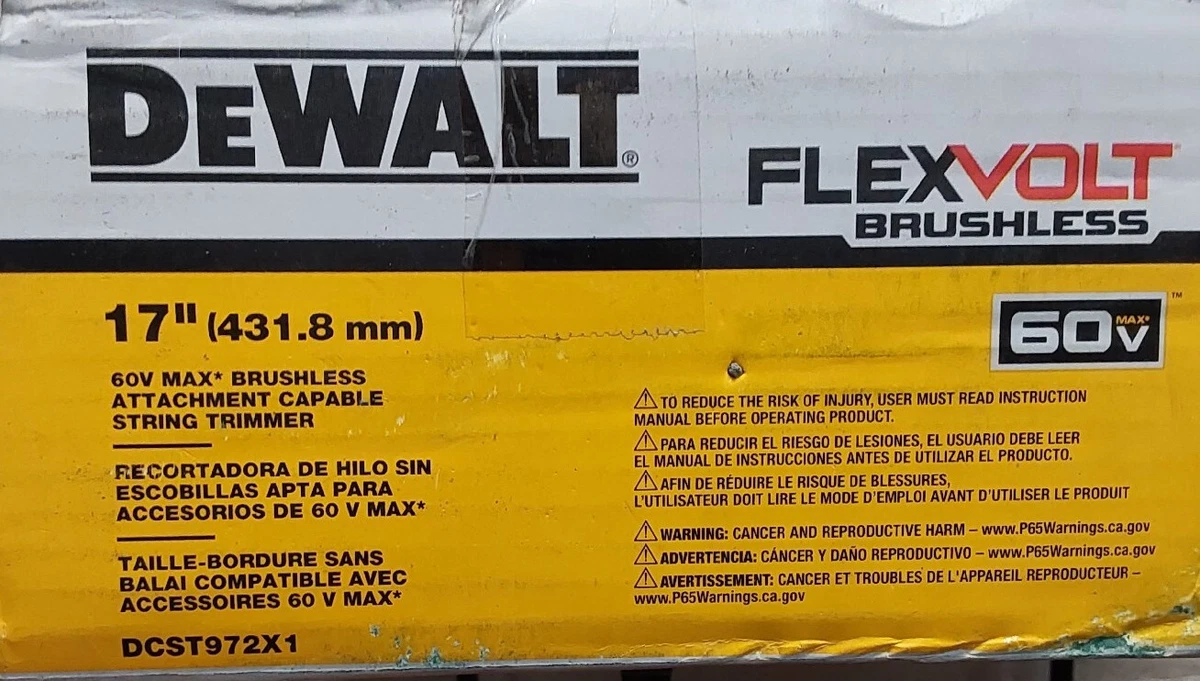 DEWALT®
FLEXVOLT
BRUSHLESS
17" (431.8 mm)
60V MAX* BRUSHLESS
ATTACHMENT CAPABLE
STRING TRIMMER
RECORTADORA DE HILO SIN
ESCOBILLAS APTA PARA
ACCESORIOS DE 60 V MAX*
TAILLE-BORDURE SANS
BALAI COMPATIBLE AVEC
ACCESSOIRES 60 V MAX*
DCST972X1
60V MAX* ™
⚠ TO REDUCE THE RISK OF INJURY, USER MUST READ INSTRUCTION
MANUAL BEFORE OPERATING PRODUCT.
⚠ PARA REDUCIR EL RIESGO DE LESIONES, EL USUARIO DEBE LEER
EL MANUAL DE INSTRUCCIONES ANTES DE UTILIZAR EL PRODUCTO.
⚠ AFIN DE RÉDUIRE LE RISQUE DE BLESSURES,
L'UTILISATEUR DOIT LIRE LE MODE D'EMPLOI AVANT D'UTILISER LE PRODUIT
⚠ WARNING: CANCER AND REPRODUCTIVE HARM – www.P65Warnings.ca.gov
⚠ ADVERTENCIA: CÁNCER Y DAÑO REPRODUCTIVO – www.P65Warnings.ca.gov
⚠ AVERTISSEMENT: CANCER ET TROUBLES DE L'APPAREIL REPRODUCTEUR –
www.P65Warnings.ca.gov